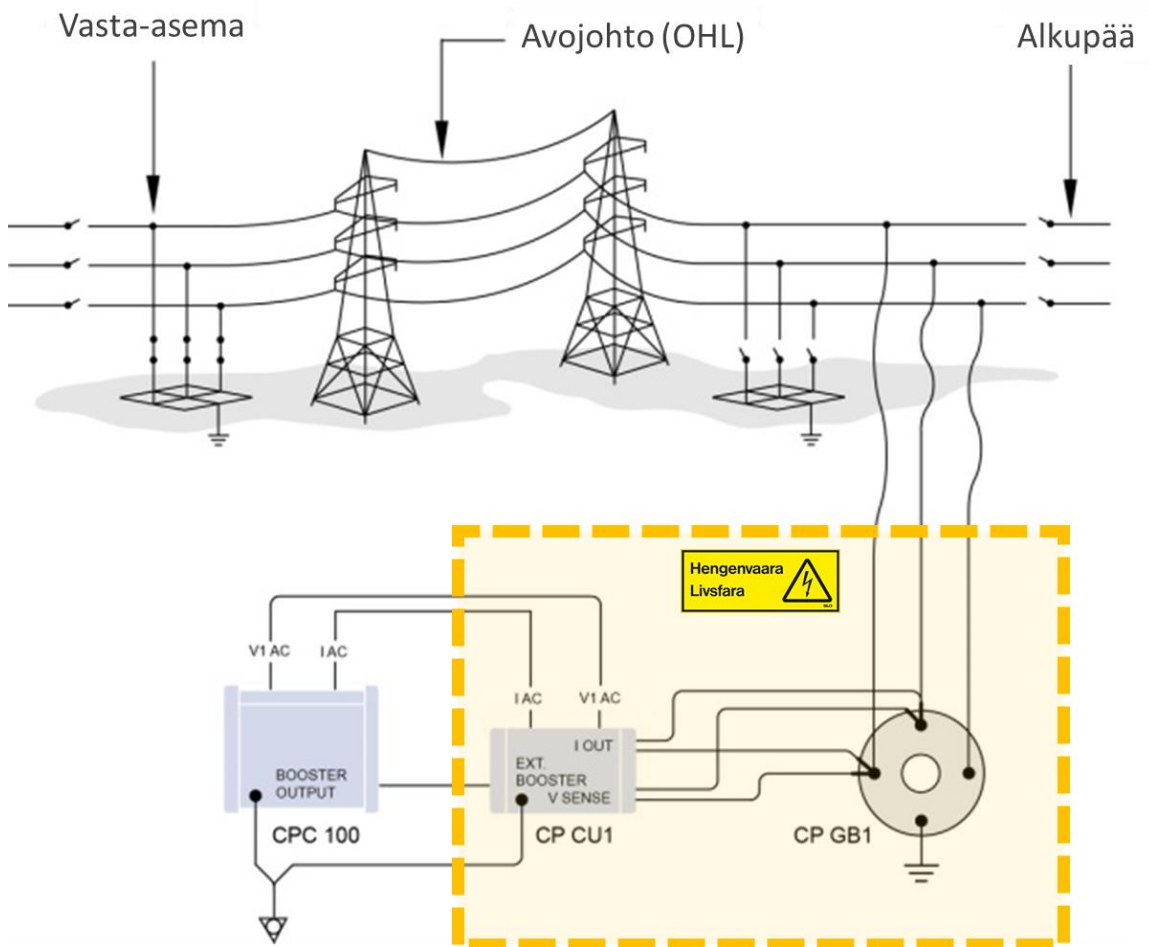 Vasta-asema
Avojohto (OHL)
Alkupää
Hengenvaara
Livsfara
V1 AC
I AC
I AC
V1 AC
I OUT
EXT.
BOOSTER
V SENSE
BOOSTER
OUTPUT
CPC 100
CP CU1
CP GB1